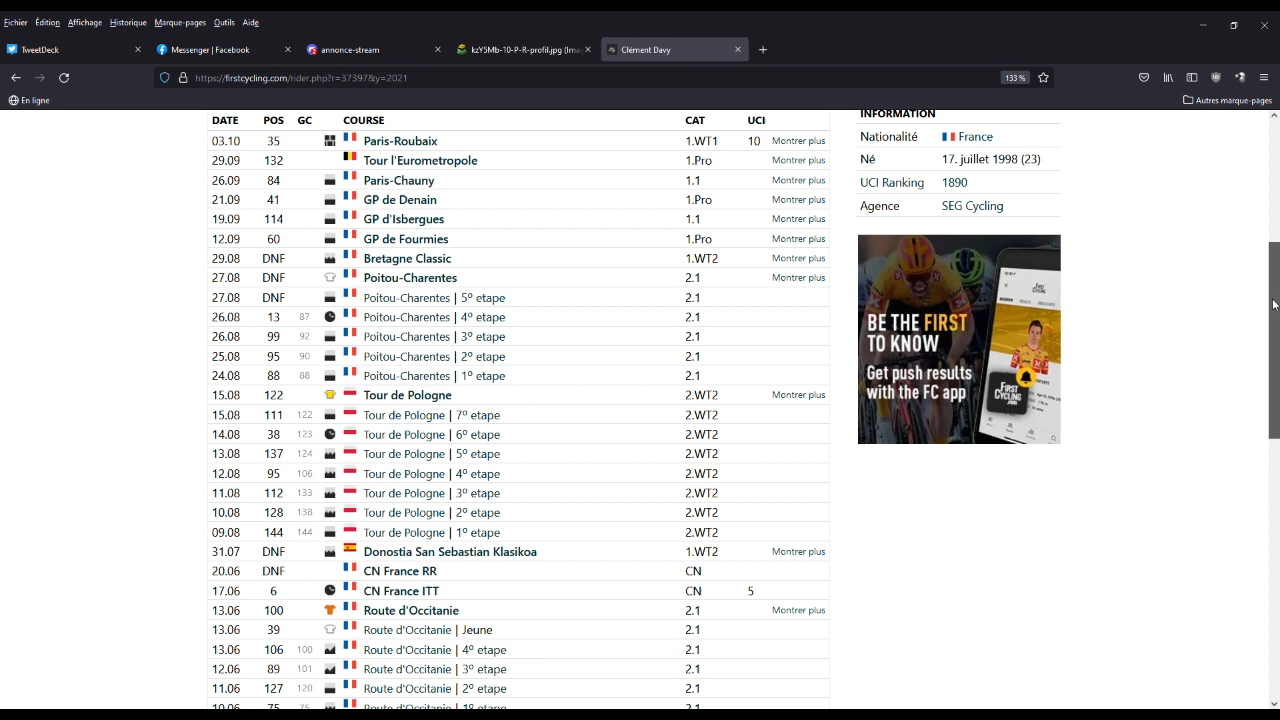 Fichier Édition Affichage Historique Marque-pages Outils Aide
TweetDeck Messenger | Facebook annonce-stream kzY5Mb-10-P-R-profil.jpg (Ima Clément Davy
https://firstcycling.com/rider.php?r=37397&y=2021 133 %
En ligne Autres marque-pages
DATE POS GC COURSE CAT UCI
03.10 35 Paris-Roubaix 1.WT1 10 Montrer plus
29.09 132 Tour l'Eurometropole 1.Pro Montrer plus
26.09 84 Paris-Chauny 1.1 Montrer plus
21.09 41 GP de Denain 1.Pro Montrer plus
19.09 114 GP d'Isbergues 1.1 Montrer plus
12.09 60 GP de Fourmies 1.Pro Montrer plus
29.08 DNF Bretagne Classic 1.WT2 Montrer plus
27.08 DNF Poitou-Charentes 2.1 Montrer plus
27.08 DNF Poitou-Charentes | 5º etape 2.1
26.08 13 87 Poitou-Charentes | 4º etape 2.1
26.08 99 92 Poitou-Charentes | 3º etape 2.1
25.08 95 90 Poitou-Charentes | 2º etape 2.1
24.08 88 88 Poitou-Charentes | 1º etape 2.1
15.08 122 Tour de Pologne 2.WT2 Montrer plus
15.08 111 122 Tour de Pologne | 7º etape 2.WT2
14.08 38 123 Tour de Pologne | 6º etape 2.WT2
13.08 137 124 Tour de Pologne | 5º etape 2.WT2
12.08 95 106 Tour de Pologne | 4º etape 2.WT2
11.08 112 133 Tour de Pologne | 3º etape 2.WT2
10.08 128 138 Tour de Pologne | 2º etape 2.WT2
09.08 144 144 Tour de Pologne | 1º etape 2.WT2
31.07 DNF Donostia San Sebastian Klasikoa 1.WT2 Montrer plus
20.06 DNF CN France RR CN
17.06 6 CN France ITT CN 5
13.06 100 Route d'Occitanie 2.1 Montrer plus
13.06 39 Route d'Occitanie | Jeune 2.1
13.06 106 100 Route d'Occitanie | 4º etape 2.1
12.06 89 101 Route d'Occitanie | 3º etape 2.1
11.06 127 120 Route d'Occitanie | 2º etape 2.1
10.06 75 75 Route d'Occitanie | 1º etape 2.1
INFORMATION
Nationalité France
Né 17. juillet 1998 (23)
UCI Ranking 1890
Agence SEG Cycling
BE THE FIRST
TO KNOW
Get push results
with the FC app
FIRST
CYCLING
.COM